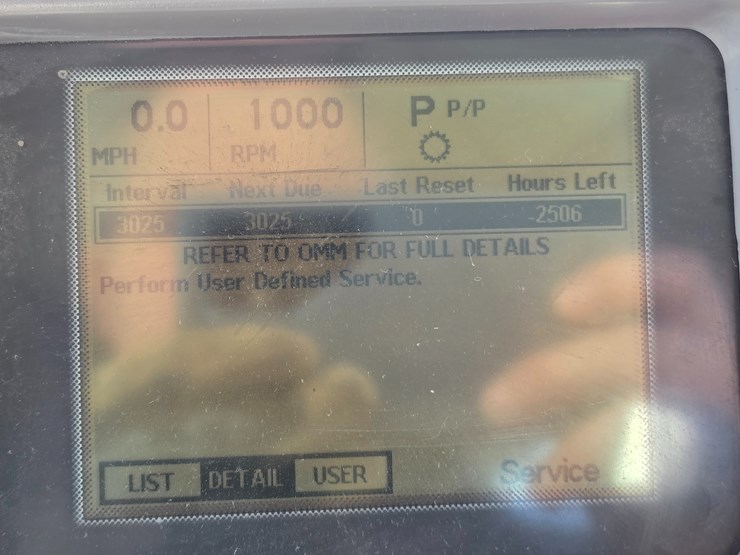 0.0 1000 P P/P
MPH RPM
Interval Next Due Last Reset Hours Left
3025 3025 0 -2506
REFER TO OMM FOR FULL DETAILS
Perform User Defined Service.
LIST DETAIL USER Service